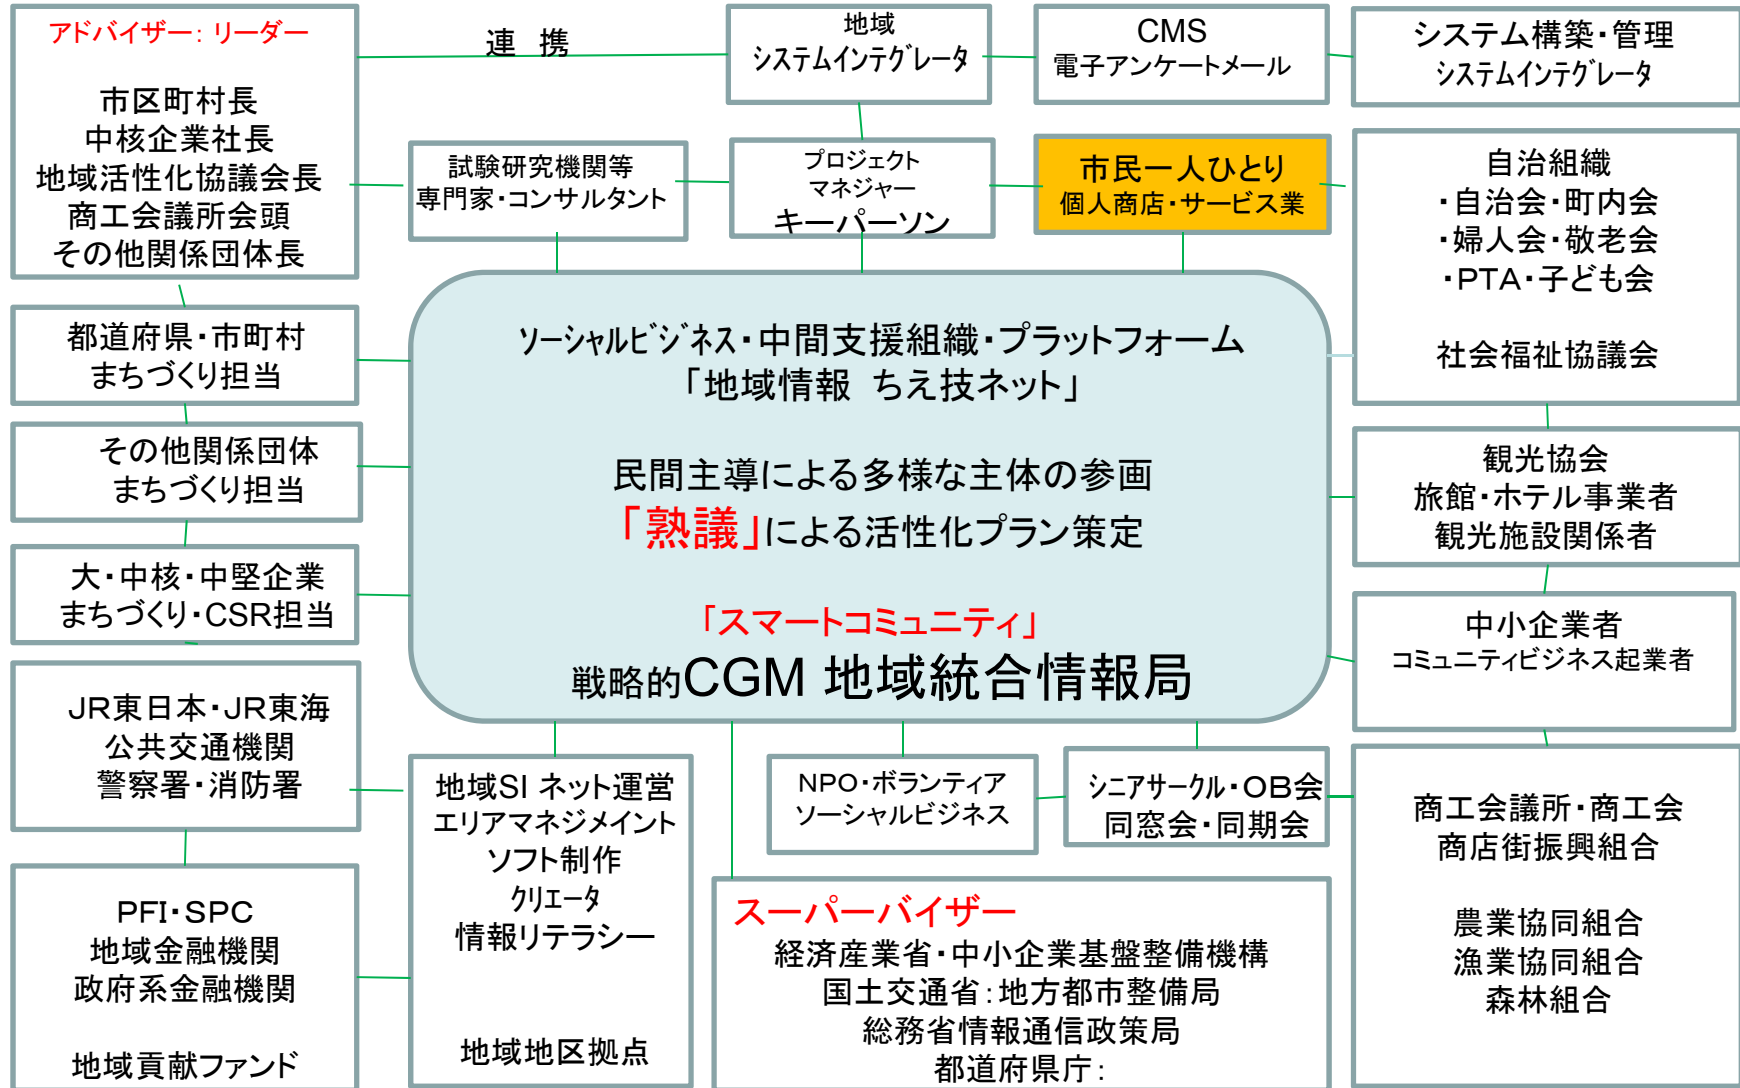 アドバイザー：リーダー
市区町村長
中核企業社長
地域活性化協議会長
商工会議所会頭
その他関係団体長
連 携
地域
システムインテグレータ
CMS
電子アンケートメール
システム構築・管理
システムインテグレータ
試験研究機関等
専門家・コンサルタント
プロジェクト
マネジャー
キーパーソン
市民一人ひとり
個人商店・サービス業
自治組織
・自治会・町内会
・婦人会・敬老会
・PTA・子ども会
社会福祉協議会
都道府県・市町村
まちづくり担当
その他関係団体
まちづくり担当
大・中核・中堅企業
まちづくり・CSR担当
JR東日本・JR東海
公共交通機関
警察署・消防署
PFI・SPC
地域金融機関
政府系金融機関
地域貢献ファンド
ソーシャルビジネス・中間支援組織・プラットフォーム
「地域情報 ちえ技ネット」
民間主導による多様な主体の参画
「熟議」による活性化プラン策定
「スマートコミュニティ」
戦略的CGM 地域統合情報局
観光協会
旅館・ホテル事業者
観光施設関係者
中小企業者
コミュニティビジネス起業者
地域SI ネット運営
エリアマネジメイント
ソフト制作
クリエータ
情報リテラシー
地域地区拠点
NPO・ボランティア
ソーシャルビジネス
シニアサークル・OB会
同窓会・同期会
商工会議所・商工会
商店街振興組合
農業協同組合
漁業協同組合
森林組合
スーパーバイザー
経済産業省・中小企業基盤整備機構
国土交通省：地方都市整備局
総務省情報通信政策局
都道府県庁：